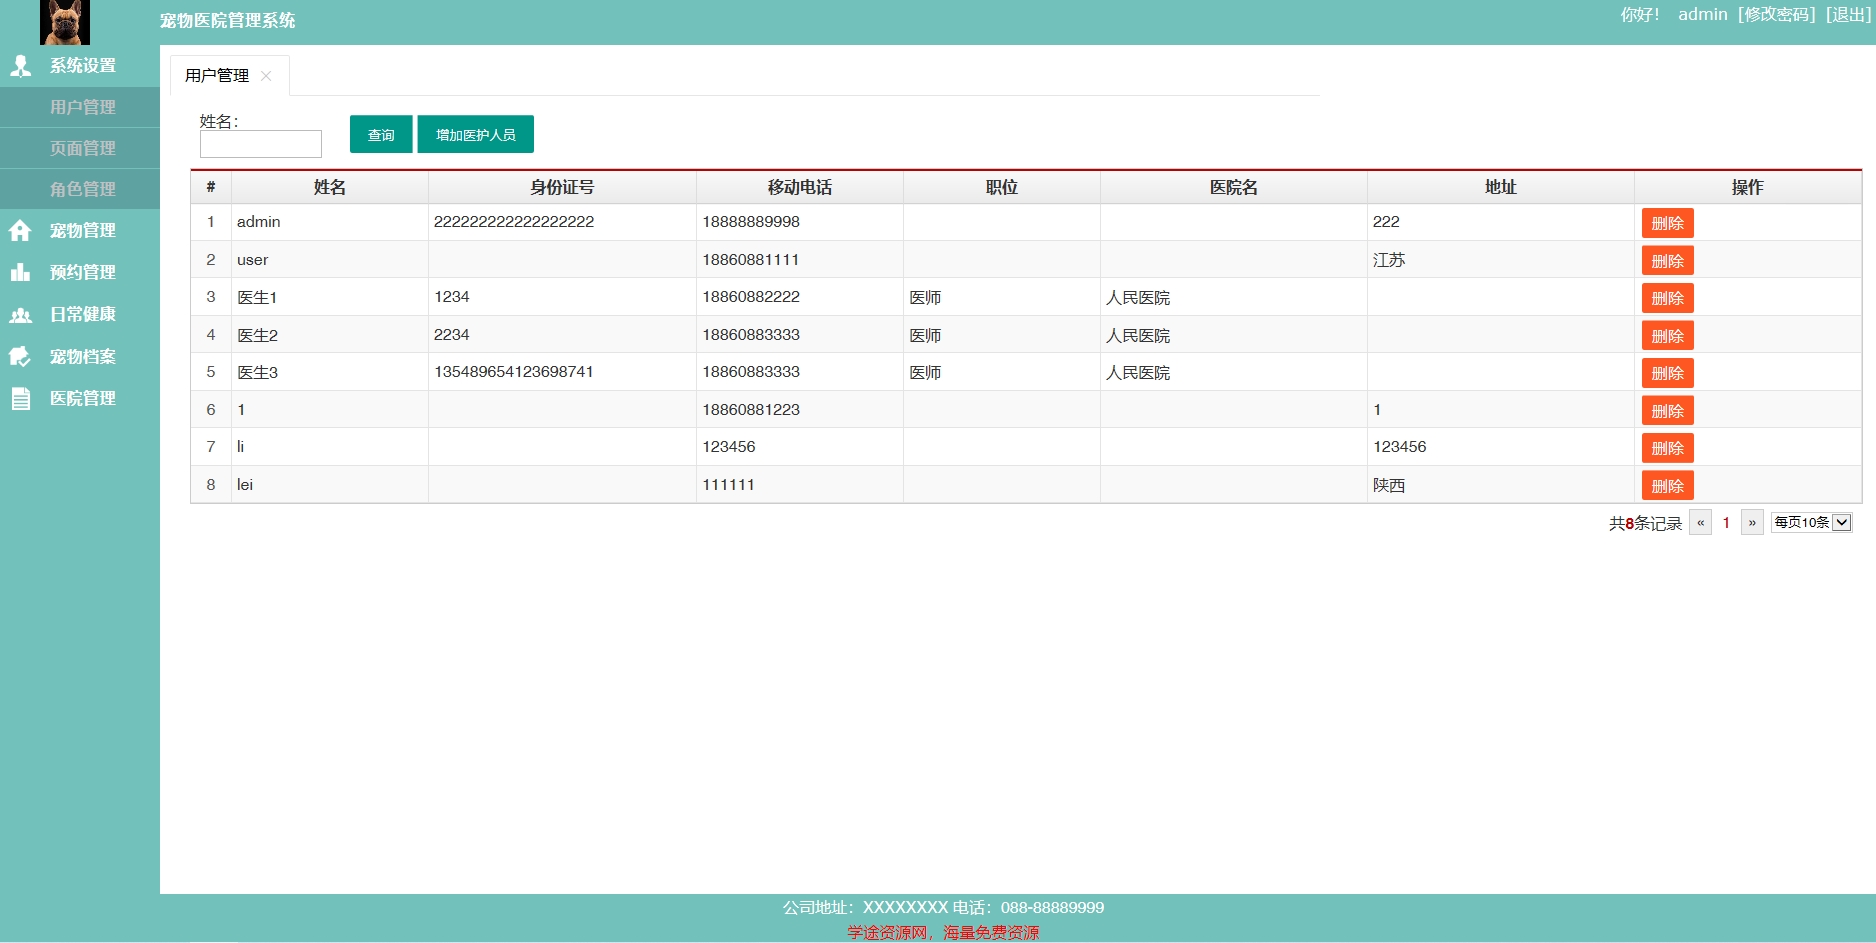 宠物医院管理系统
你好！ admin [修改密码] [退出]
系统设置
用户管理
页面管理
角色管理
宠物管理
预约管理
日常健康
宠物档案
医院管理
用户管理 ×
姓名：
查询 增加医护人员
# 姓名 身份证号 移动电话 职位 医院名 地址 操作
1 admin 222222222222222222 18888889998 222 删除
2 user 18860881111 江苏 删除
3 医生1 1234 18860882222 医师 人民医院 删除
4 医生2 2234 18860883333 医师 人民医院 删除
5 医生3 135489654123698741 18860883333 医师 人民医院 删除
6 1 18860881223 1 删除
7 li 123456 123456 删除
8 lei 111111 陕西 删除
共8条记录 « 1 » 每页10条
公司地址：XXXXXXXX 电话：088-88889999
学途资源网，海量免费资源